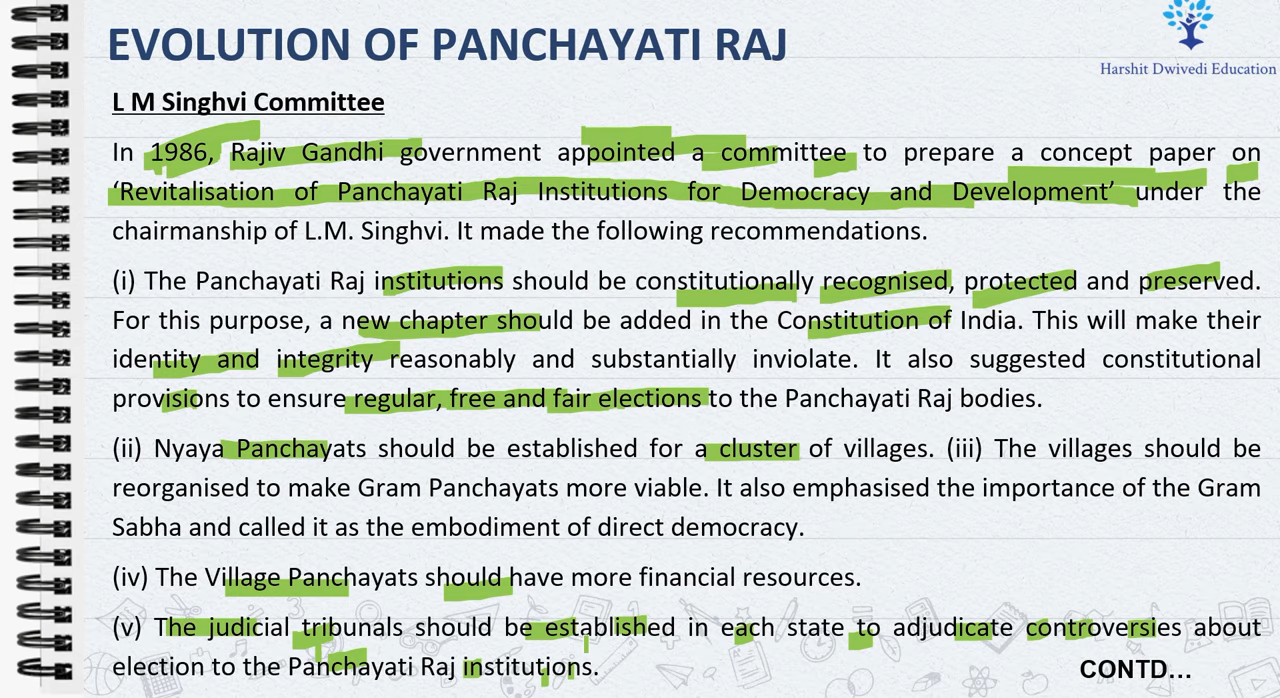 EVOLUTION OF PANCHAYATI RAJ
Harshit Dwivedi Education
L M Singhvi Committee
In 1986, Rajiv Gandhi government appointed a committee to prepare a concept paper on
‘Revitalisation of Panchayati Raj Institutions for Democracy and Development’ under the
chairmanship of L.M. Singhvi. It made the following recommendations.
(i) The Panchayati Raj institutions should be constitutionally recognised, protected and preserved.
For this purpose, a new chapter should be added in the Constitution of India. This will make their
identity and integrity reasonably and substantially inviolate. It also suggested constitutional
provisions to ensure regular, free and fair elections to the Panchayati Raj bodies.
(ii) Nyaya Panchayats should be established for a cluster of villages. (iii) The villages should be
reorganised to make Gram Panchayats more viable. It also emphasised the importance of the Gram
Sabha and called it as the embodiment of direct democracy.
(iv) The Village Panchayats should have more financial resources.
(v) The judicial tribunals should be established in each state to adjudicate controversies about
election to the Panchayati Raj institutions.
CONTD...